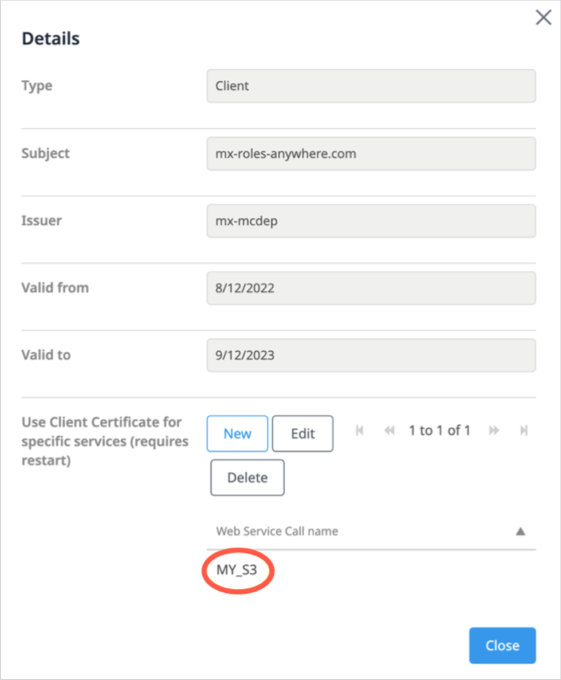 Details
Type
Client
Subject
mx-roles-anywhere.com
Issuer
mx-mcdep
Valid from
8/12/2022
Valid to
9/12/2023
Use Client Certificate for
specific services (requires
restart)
New
Edit
1 to 1 of 1
Delete
Web Service Call name
MY_S3
Close